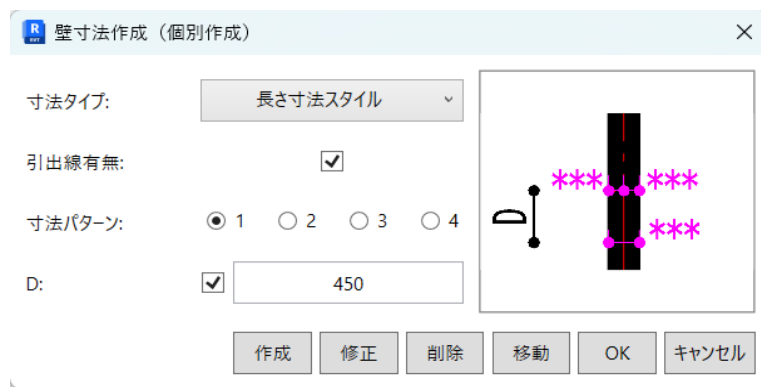 壁寸法作成（個別作成）
寸法タイプ: 長さ寸法スタイル
引出線有無:
寸法パターン: 1 2 3 4
D: 450
*** ***
D
***
作成 修正 削除 移動 OK キャンセル